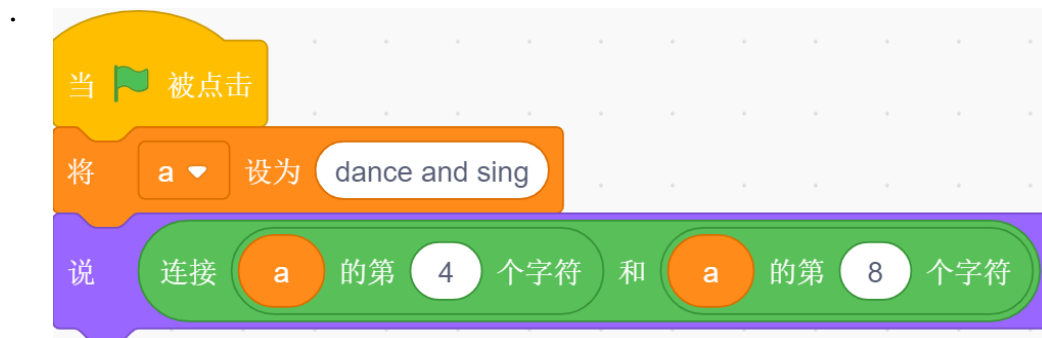 当 被点击
将 a 设为 dance and sing
说 连接 a 的第 4 个字符 和 a 的第 8 个字符